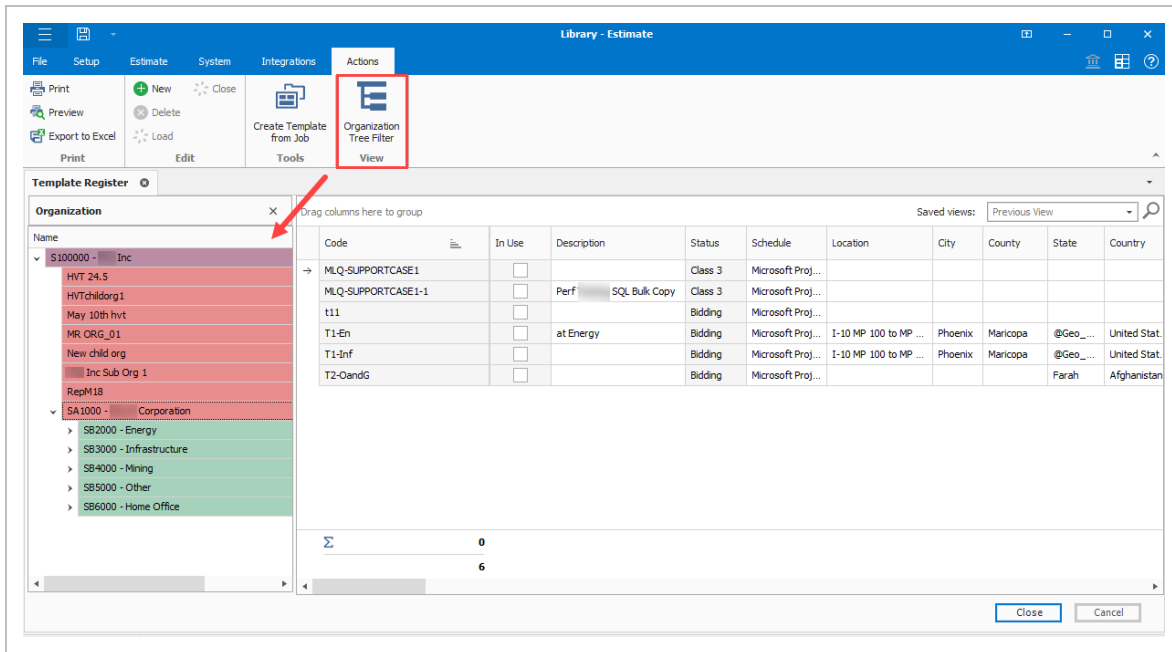 Library - Estimate
File Setup Estimate System Integrations Actions
Print New Close
Preview Delete
Export to Excel Load
Create Template from Job
Organization Tree Filter
Print Edit Tools View
Template Register
Organization
Drag columns here to group Saved views: Previous View
Name
Code In Use Description Status Schedule Location City County State Country
S100000 - Inc
HVT 24.5
HVTchildorg1
May 10th hvt
MR ORG_01
New child org
Inc Sub Org 1
RepM18
SA1000 - Corporation
SB2000 - Energy
SB3000 - Infrastructure
SB4000 - Mining
SB5000 - Other
SB6000 - Home Office
MLQ-SUPPORTCASE1 Class 3 Microsoft Proj...
MLQ-SUPPORTCASE1-1 Perf SQL Bulk Copy Class 3 Microsoft Proj...
t11 Bidding Microsoft Proj...
T1-En at Energy Bidding Microsoft Proj... I-10 MP 100 to MP ... Phoenix Maricopa @Geo_... United Stat.
T1-Inf Bidding Microsoft Proj... I-10 MP 100 to MP ... Phoenix Maricopa @Geo_... United Stat.
T2-OandG Bidding Microsoft Proj... Farah Afghanistan
Σ 0
6
Close Cancel